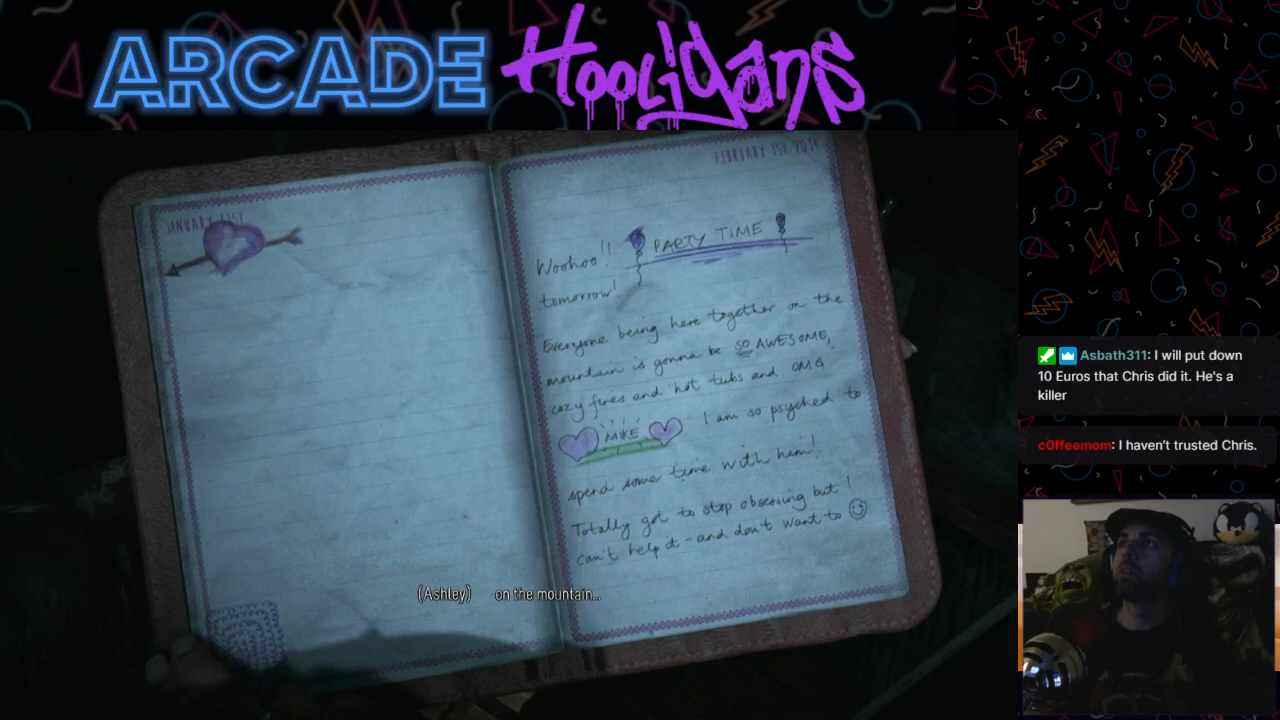 ARCADE Hooligans
JANUARY 31ST
FEBRUARY 1ST, 2014
Woohoo!! PARTY TIME
tomorrow!
Everyone being here together on the
mountain is gonna be so AWESOME,
cozy fires and hot tubs and OMG
MIKE I am so psyched to
spend some time with him!
Totally got to stop obsessing but I
can't help it - and don't want to
(Ashley) on the mountain...
Asbath311: I will put down
10 Euros that Chris did it. He's a
killer
c0ffeemom: I haven't trusted Chris.